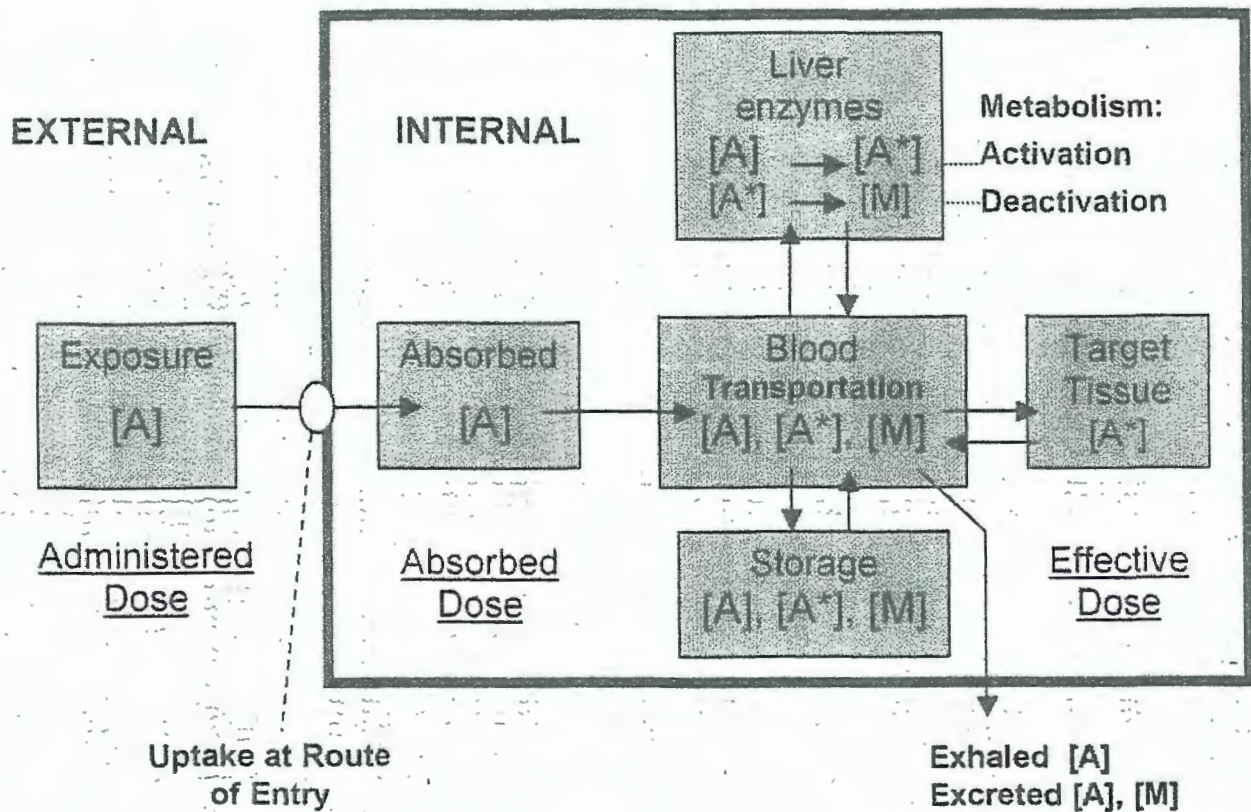 EXTERNAL
INTERNAL
Liver
enzymes
[A] [A*]
[A*] [M]
Metabolism:
Activation
Deactivation
Exposure
[A]
Absorbed
[A]
Blood
Transportation
[A], [A*], [M]
Target
Tissue
[A*]
Administered
Dose
Absorbed
Dose
Storage
[A], [A*], [M]
Effective
Dose
Uptake at Route
of Entry
Exhaled [A]
Excreted [A], [M]